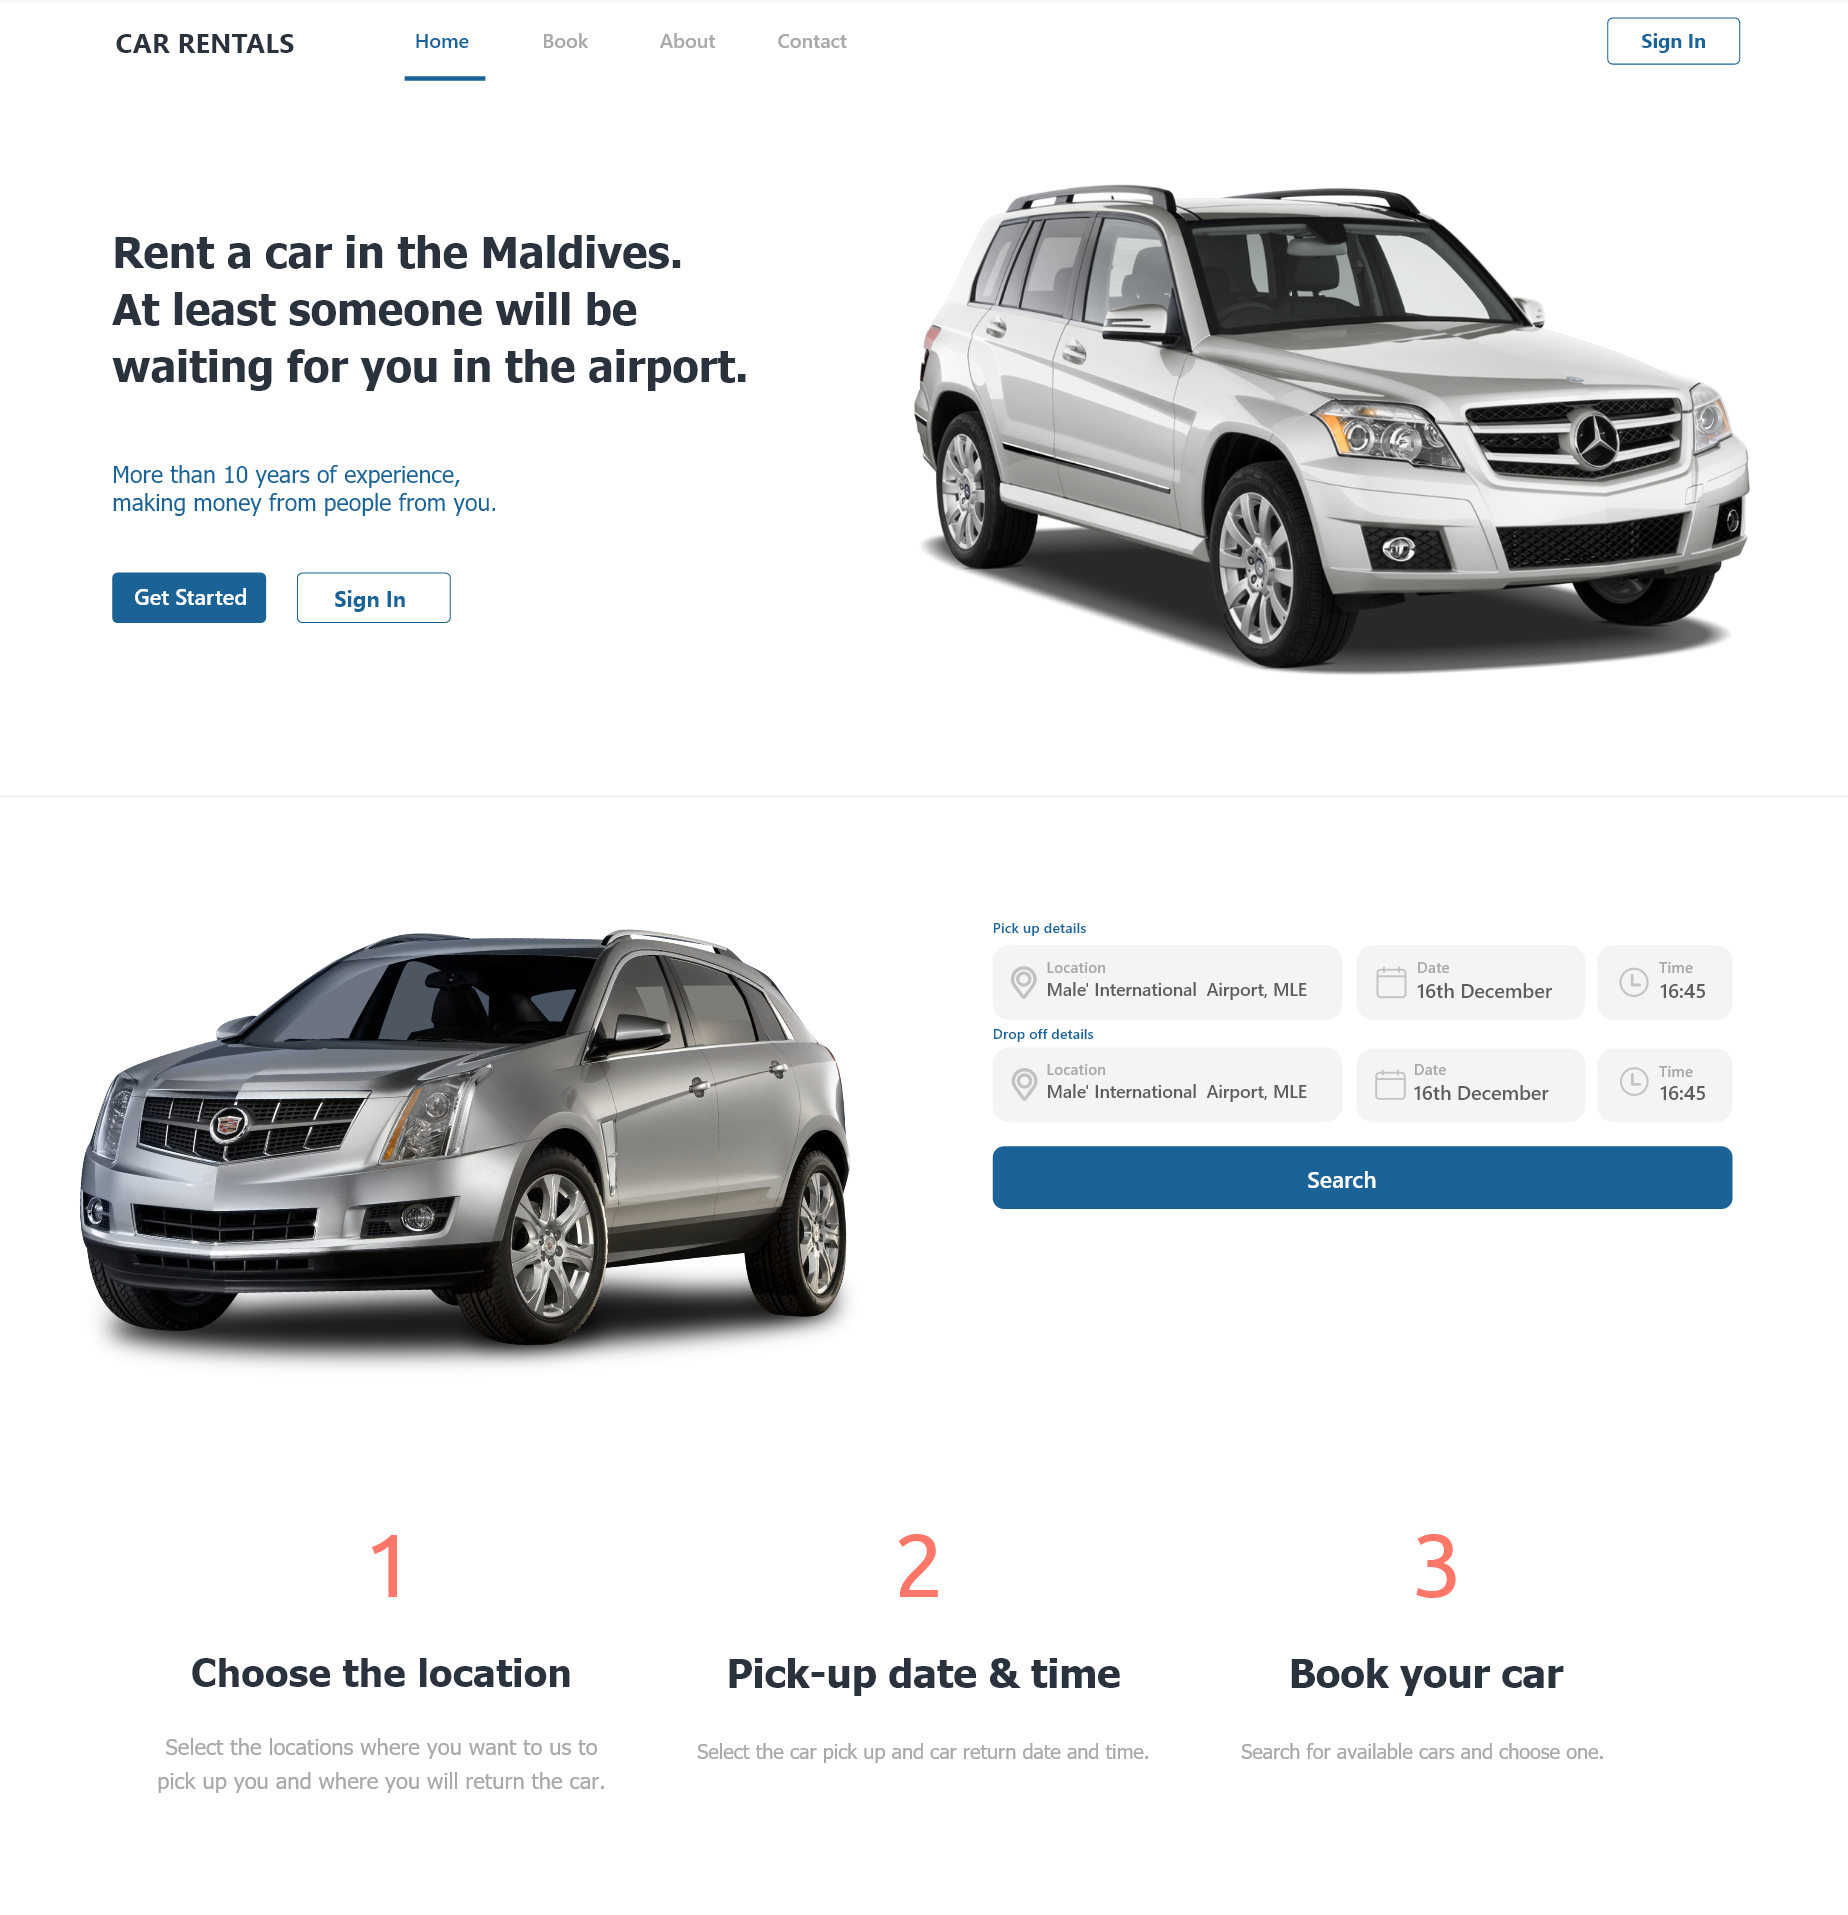 CAR RENTALS
Home
Book
About
Contact
Sign In
Rent a car in the Maldives.
At least someone will be
waiting for you in the airport.
More than 10 years of experience,
making money from people from you.
Get Started
Sign In
Pick up details
Location
Male' International  Airport, MLE
Date
16th December
Time
16:45
Drop off details
Location
Male' International  Airport, MLE
Date
16th December
Time
16:45
Search
1
Choose the location
Select the locations where you want to us to
pick up you and where you will return the car.
2
Pick-up date & time
Select the car pick up and car return date and time.
3
Book your car
Search for available cars and choose one.